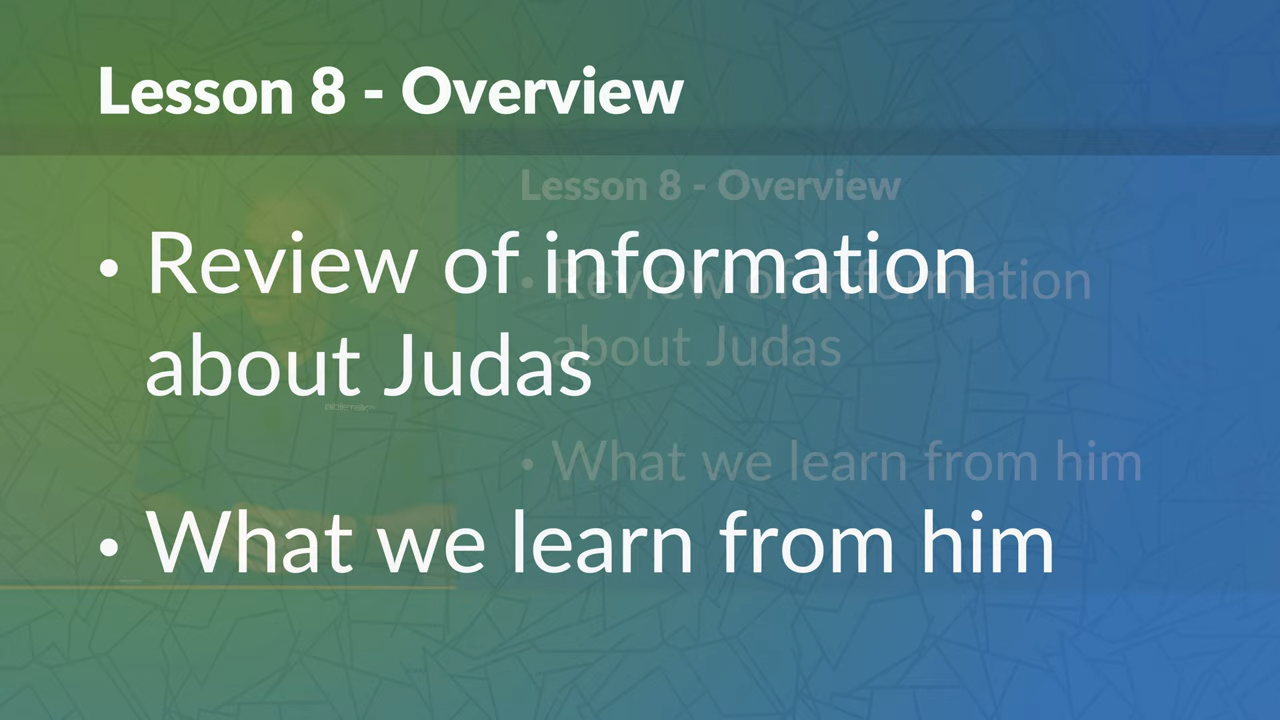 Lesson 8 - Overview
• Review of information
about Judas
• What we learn from him
Lesson 8 - Overview
• Review of information
about Judas
• What we learn from him